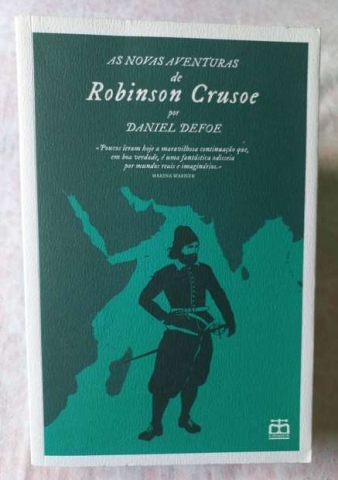 AS NOVAS AVENTURAS
de
Robinson Crusoe
por
DANIEL DEFOE
«Poucos leram hoje a maravilhosa continuação que,
em boa verdade, é uma fantástica odisseia
por mundos reais e imaginários.»
MARINA WARNER